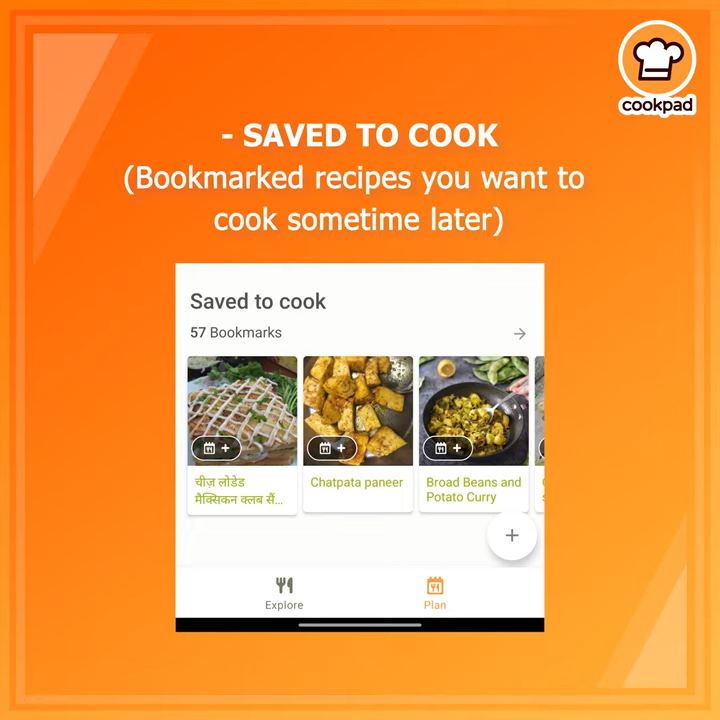 cookpad
- SAVED TO COOK
(Bookmarked recipes you want to
cook sometime later)
Saved to cook
57 Bookmarks
चीज़ लोडेड
मैक्सिकन क्लब सैं...
Chatpata paneer
Broad Beans and
Potato Curry
Explore
Plan